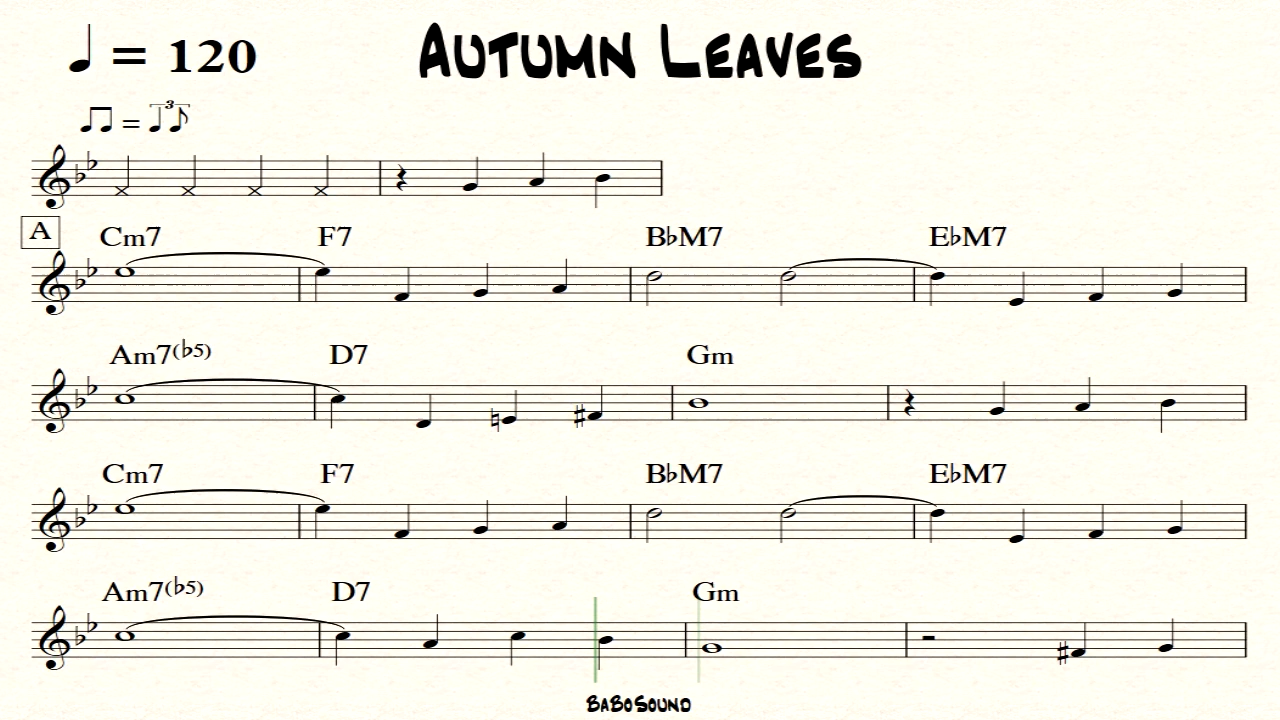 ♩ = 120 AUTUMN LEAVES
♫ = ♩♪ 3
A Cm7 F7 B♭M7 E♭M7
Am7(♭5) D7 Gm
Cm7 F7 B♭M7 E♭M7
Am7(♭5) D7 Gm
BABOSOUND